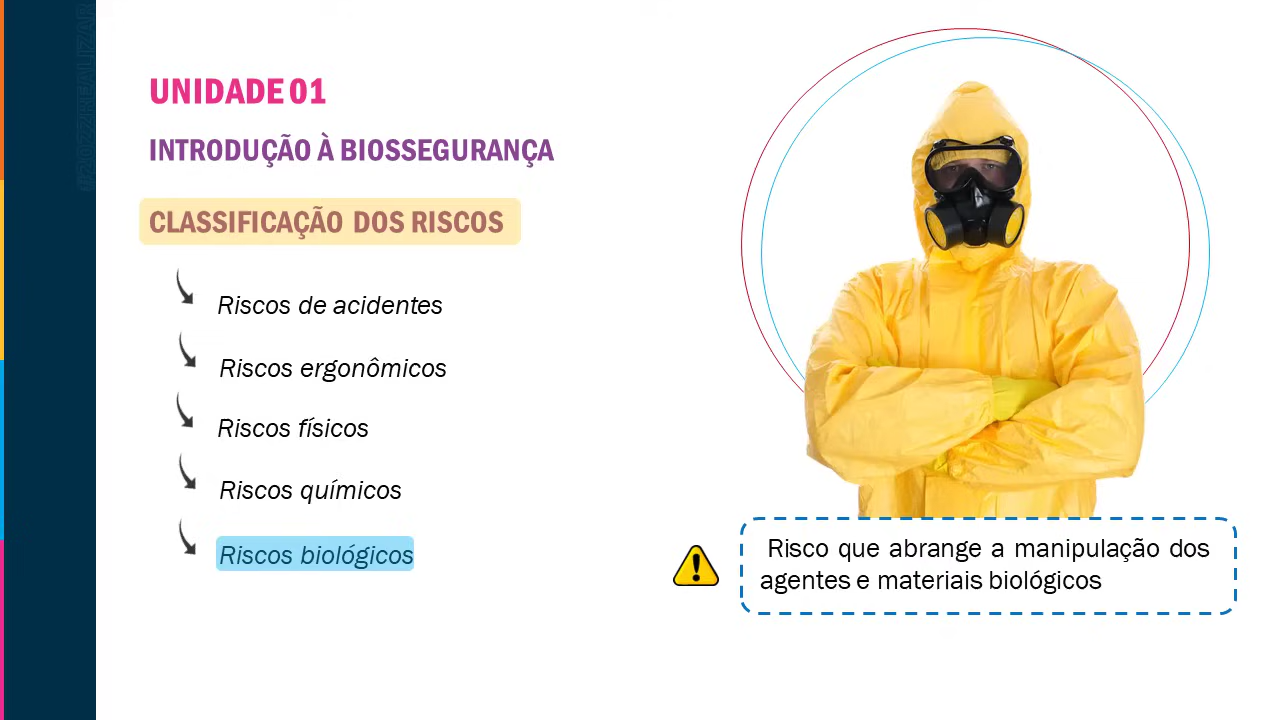 UNIDADE 01
INTRODUÇÃO À BIOSSEGURANÇA
CLASSIFICAÇÃO DOS RISCOS
Riscos de acidentes
Riscos ergonômicos
Riscos físicos
Riscos químicos
Riscos biológicos
Risco que abrange a manipulação dos
agentes e materiais biológicos